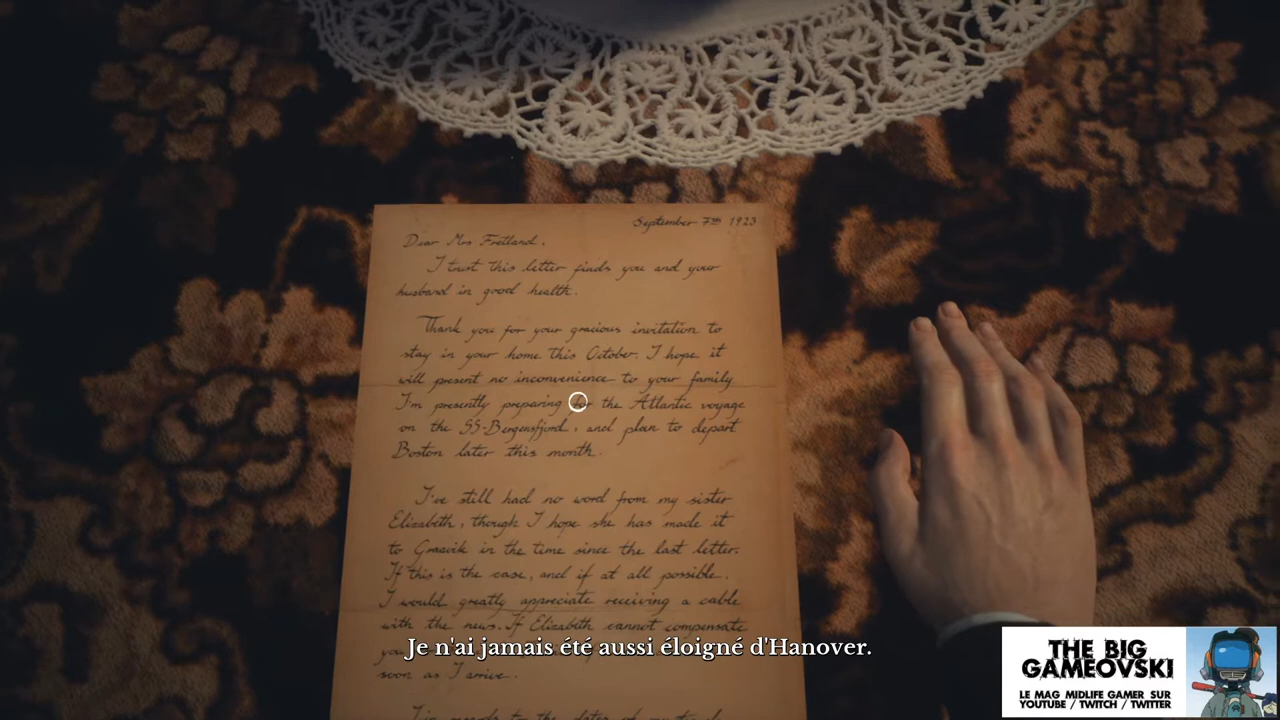 September 7th 1923
Dear Mrs Fretland.
I trust this letter finds you and your
husband in good health.
Thank you for your gracious invitation to
stay in your home this October. I hope it
will present no inconvenience to your family
I'm presently preparing for the Atlantic voyage
on the SS-Bergensfjord, and plan to depart
Boston later this month.
I've still had no word from my sister
Elizabeth, though I hope she has made it
to Grasvik in the time since the last letter.
If this is the case, and if at all possible,
I would greatly appreciate receiving a cable
with the news. If Elizabeth cannot compensate
Je n'ai jamais été aussi éloigné d'Hanover.
soon as I arrive.
THE BIG
GAMEOVSKI
LE MAG MIDLIFE GAMER SUR
YOUTUBE / TWITCH / TWITTER